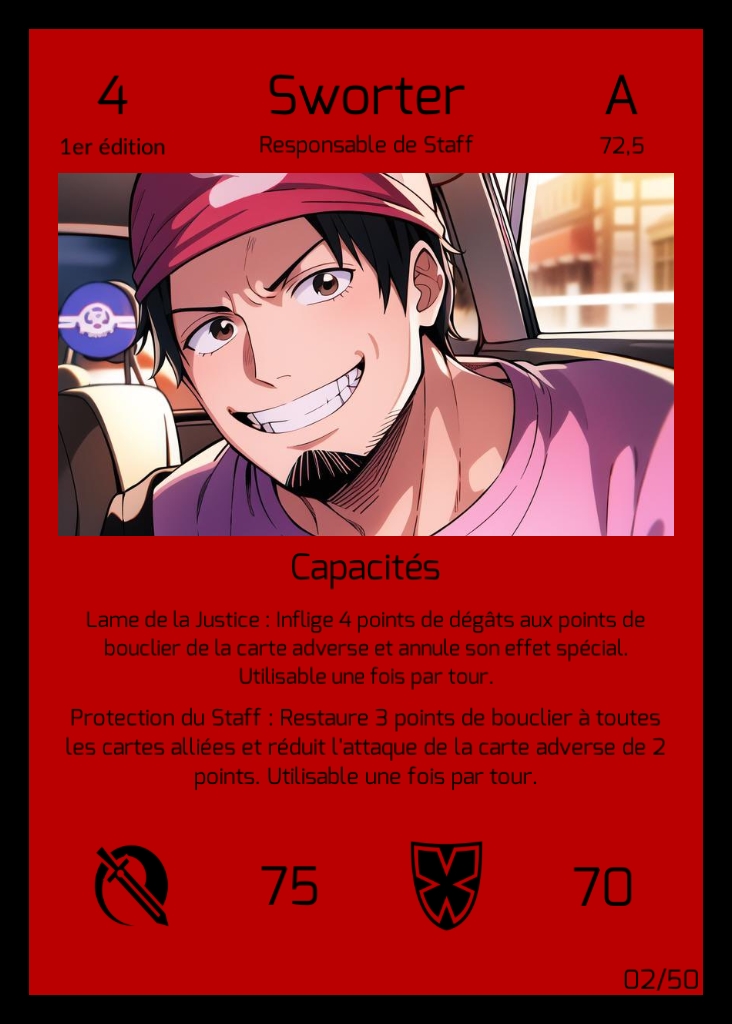 4
Sworter
A
1er édition
Responsable de Staff
72,5
Capacités
Lame de la Justice : Inflige 4 points de dégâts aux points de
bouclier de la carte adverse et annule son effet spécial.
Utilisable une fois par tour.
Protection du Staff : Restaure 3 points de bouclier à toutes
les cartes alliées et réduit l'attaque de la carte adverse de 2
points. Utilisable une fois par tour.
75
70
02/50